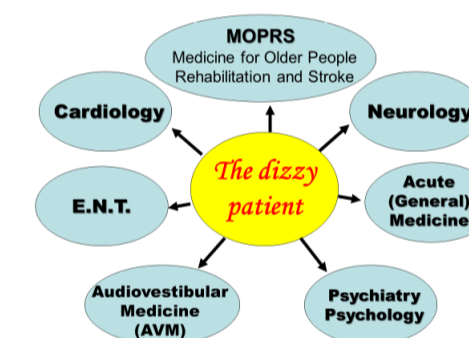 MOPRS
Medicine for Older People
Rehabilitation and Stroke
Cardiology
Neurology
The dizzy
patient
E.N.T.
Acute
(General)
Medicine
Audiovestibular
Medicine
(AVM)
Psychiatry
Psychology